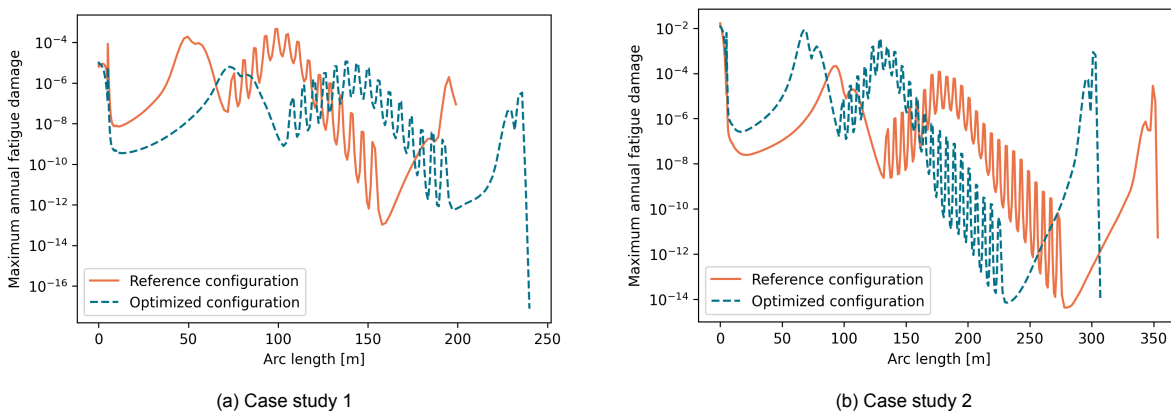 Maximum annual fatigue damage
10⁻⁴
10⁻⁶
10⁻⁸
10⁻¹⁰
10⁻¹²
10⁻¹⁴
10⁻¹⁶
Reference configuration
Optimized configuration
0 50 100 150 200 250
Arc length [m]
(a) Case study 1
Maximum annual fatigue damage
10⁻²
10⁻⁴
10⁻⁶
10⁻⁸
10⁻¹⁰
10⁻¹²
10⁻¹⁴
Reference configuration
Optimized configuration
0 50 100 150 200 250 300 350
Arc length [m]
(b) Case study 2